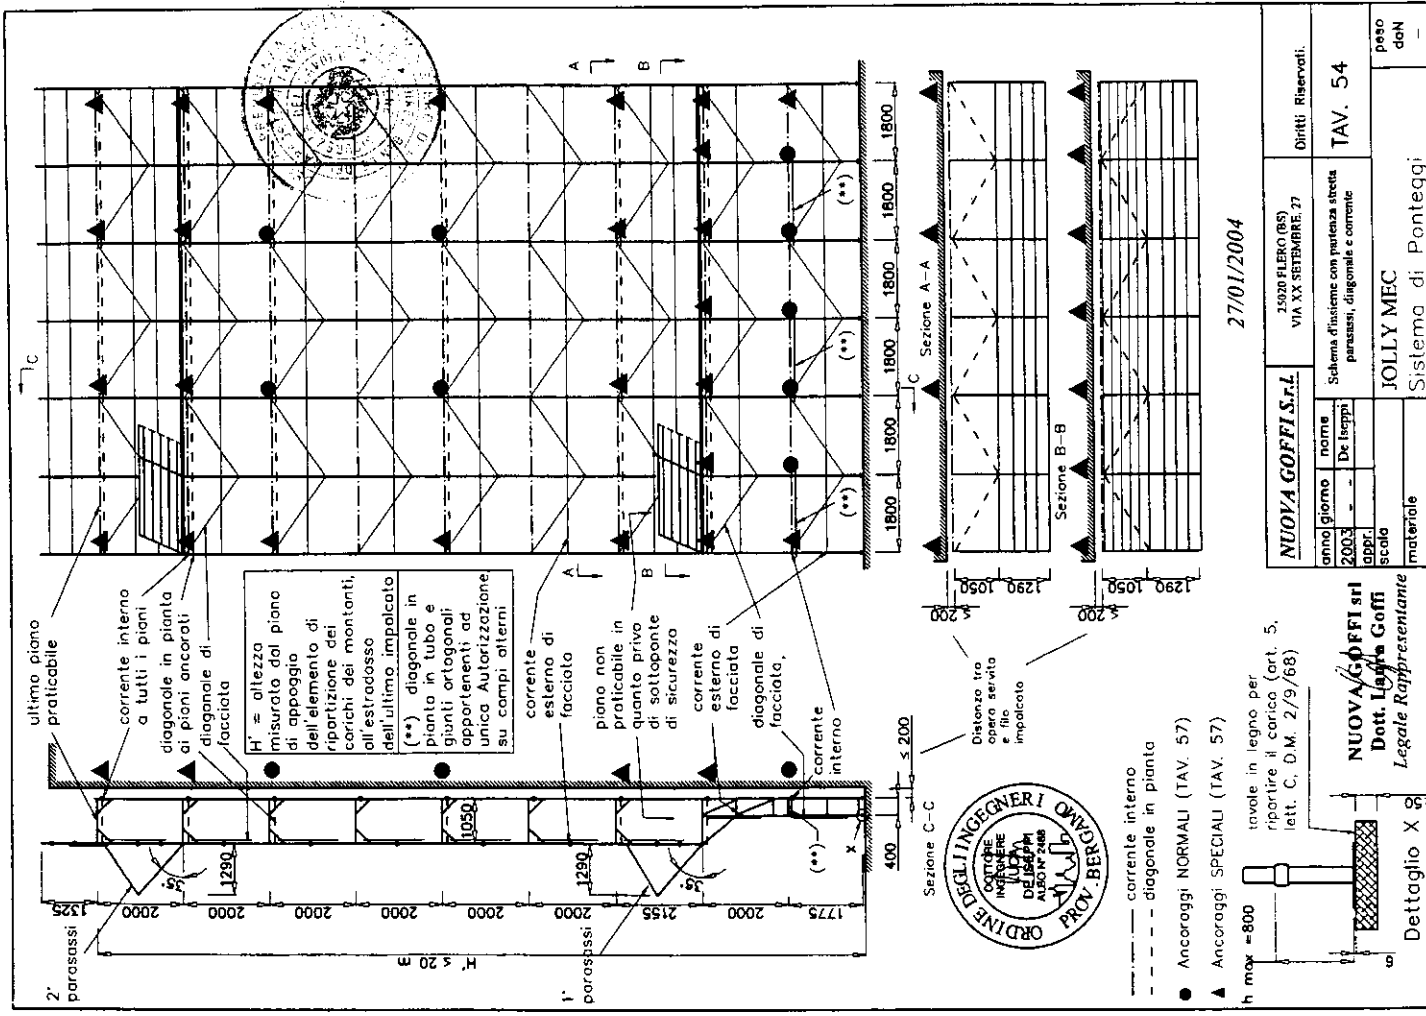 ultimo piano
praticabile
corrente interno
a tutti i piani
diagonale in pianta
ai piani ancorati
diagonale di
facciata
H' = altezza
misurata dal piano
di appoggio
dell'elemento di
ripartizione dei
carichi dei montanti,
all'estradosso
dell'ultimo impalcato
(**) diagonale in
pianta in tubo e
giunti ortogonali
appartenenti ad
unica Autorizzazione,
su campi alterni
corrente
esterno di
facciata
piano non
praticabile in
quanto privo
di sottoponte
di sicurezza
corrente
esterno di
facciata
diagonale di
facciata,
corrente
interno
C
A
B
A
B
C
(**)
(**)
(**)
1800
1800
1800
1800
1800
1800
Sezione A-A
1050
1290
≤ 200
Sezione B-B
1050
1290
≤ 200
Distanza tra
opera servita
e filo
impalcato
2°
parasassi
1°
parasassi
H' ≤ 20 m
1325
2000
2000
2000
2000
2000
2000
2155
2000
1775
35°
1290
1050
1290
35°
(**)
x
400
≤ 200
Sezione C-C
ORDINE DEGLI INGEGNERI
PROV. BERGAMO
DOTTORE
INGEGNERE
LUCA
DE ISEPPI
ALBO N° 2468
corrente interno
diagonale in pianta
Ancoraggi NORMALI (TAV. 57)
Ancoraggi SPECIALI (TAV. 57)
h max =800
tavole in legno per
ripartire il carico (art. 5,
lett. C, D.M. 2/9/68)
Dettaglio X
NUOVA GOFFI srl
Dott. Laura Goffi
Legale Rappresentante
27/01/2004
NUOVA GOFFI S.r.l.
25020 FLERO (BS)
VIA XX SETTEMBRE, 27
Diritti Riservati.
anno giorno nome
2003 - - De Iseppi
appr.
scala
materiale
Schema d'insieme con partenza stretta
parasassi, diagonale e corrente
TAV. 54
JOLLY MEC
Sistema di Ponteggi
peso
daN
-